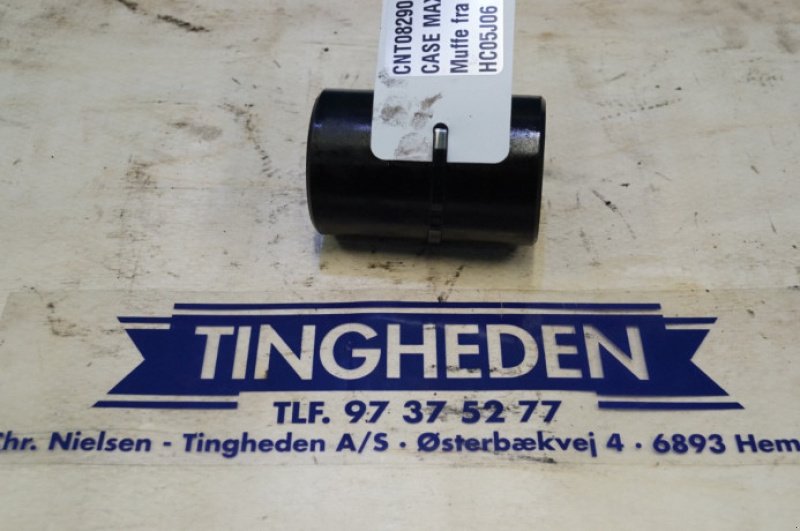 CNT08290
CASE MAX
Muffe fra
HC05J06
TINGHEDEN
TLF. 97 37 52 77
Chr. Nielsen - Tingheden A/S · Østerbækvej 4 · 6893 Hem